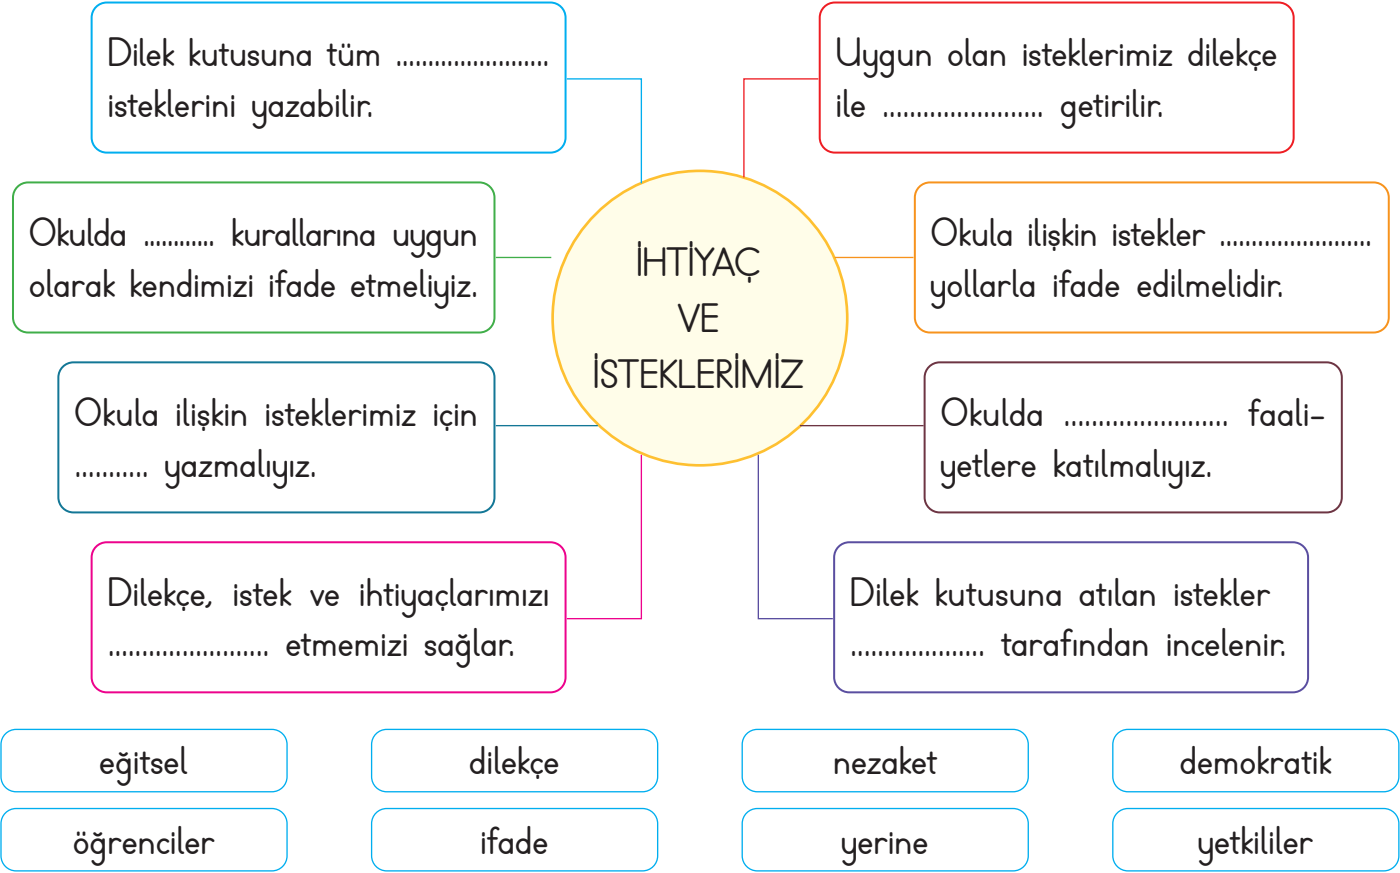 Dilek kutusuna tüm ........................
isteklerini yazabilir.
Uygun olan isteklerimiz dilekçe
ile ........................ getirilir.
Okulda ............ kurallarına uygun
olarak kendimizi ifade etmeliyiz.
Okula ilişkin istekler ........................
yollarla ifade edilmelidir.
İHTİYAÇ
VE
İSTEKLERİMİZ
Okula ilişkin isteklerimiz için
........... yazmalıyız.
Okulda ........................ faali-
yetlere katılmalıyız.
Dilekçe, istek ve ihtiyaçlarımızı
........................ etmemizi sağlar.
Dilek kutusuna atılan istekler
.................... tarafından incelenir.
eğitsel
dilekçe
nezaket
demokratik
öğrenciler
ifade
yerine
yetkililer